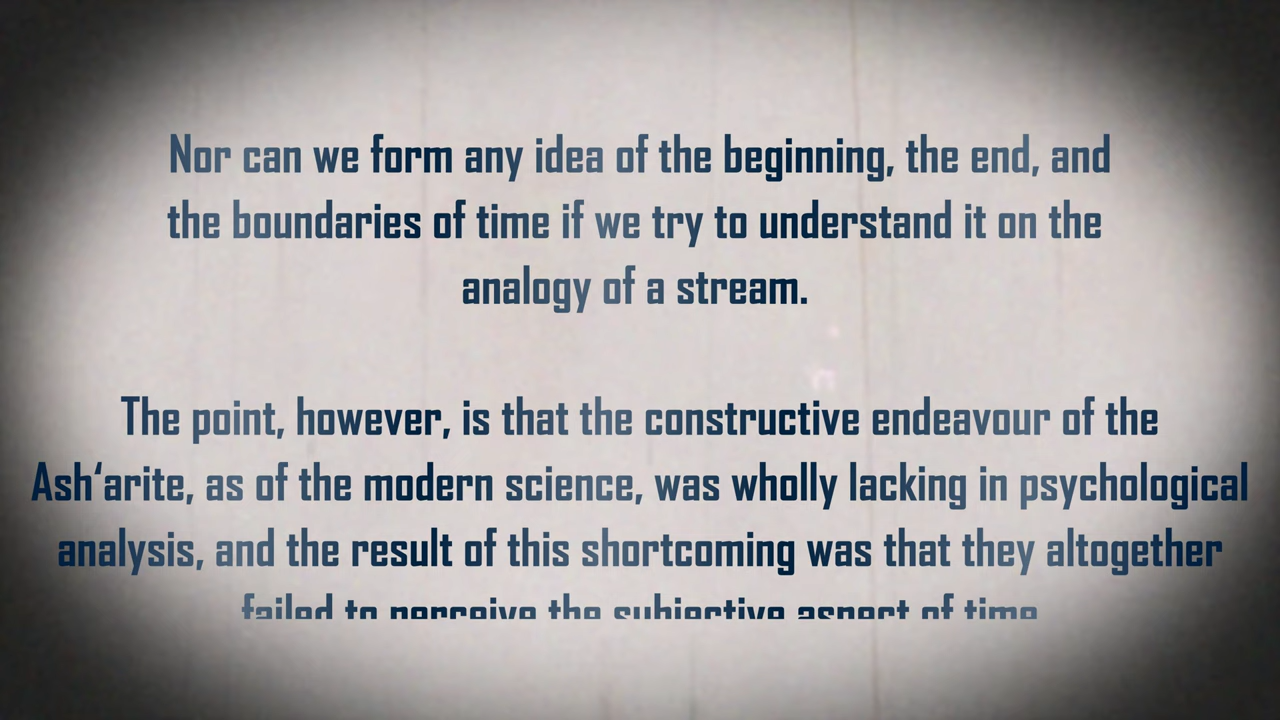 Nor can we form any idea of the beginning, the end, and
the boundaries of time if we try to understand it on the
analogy of a stream.
The point, however, is that the constructive endeavour of the
Ash‘arite, as of the modern science, was wholly lacking in psychological
analysis, and the result of this shortcoming was that they altogether
failed to perceive the subjective aspect of time